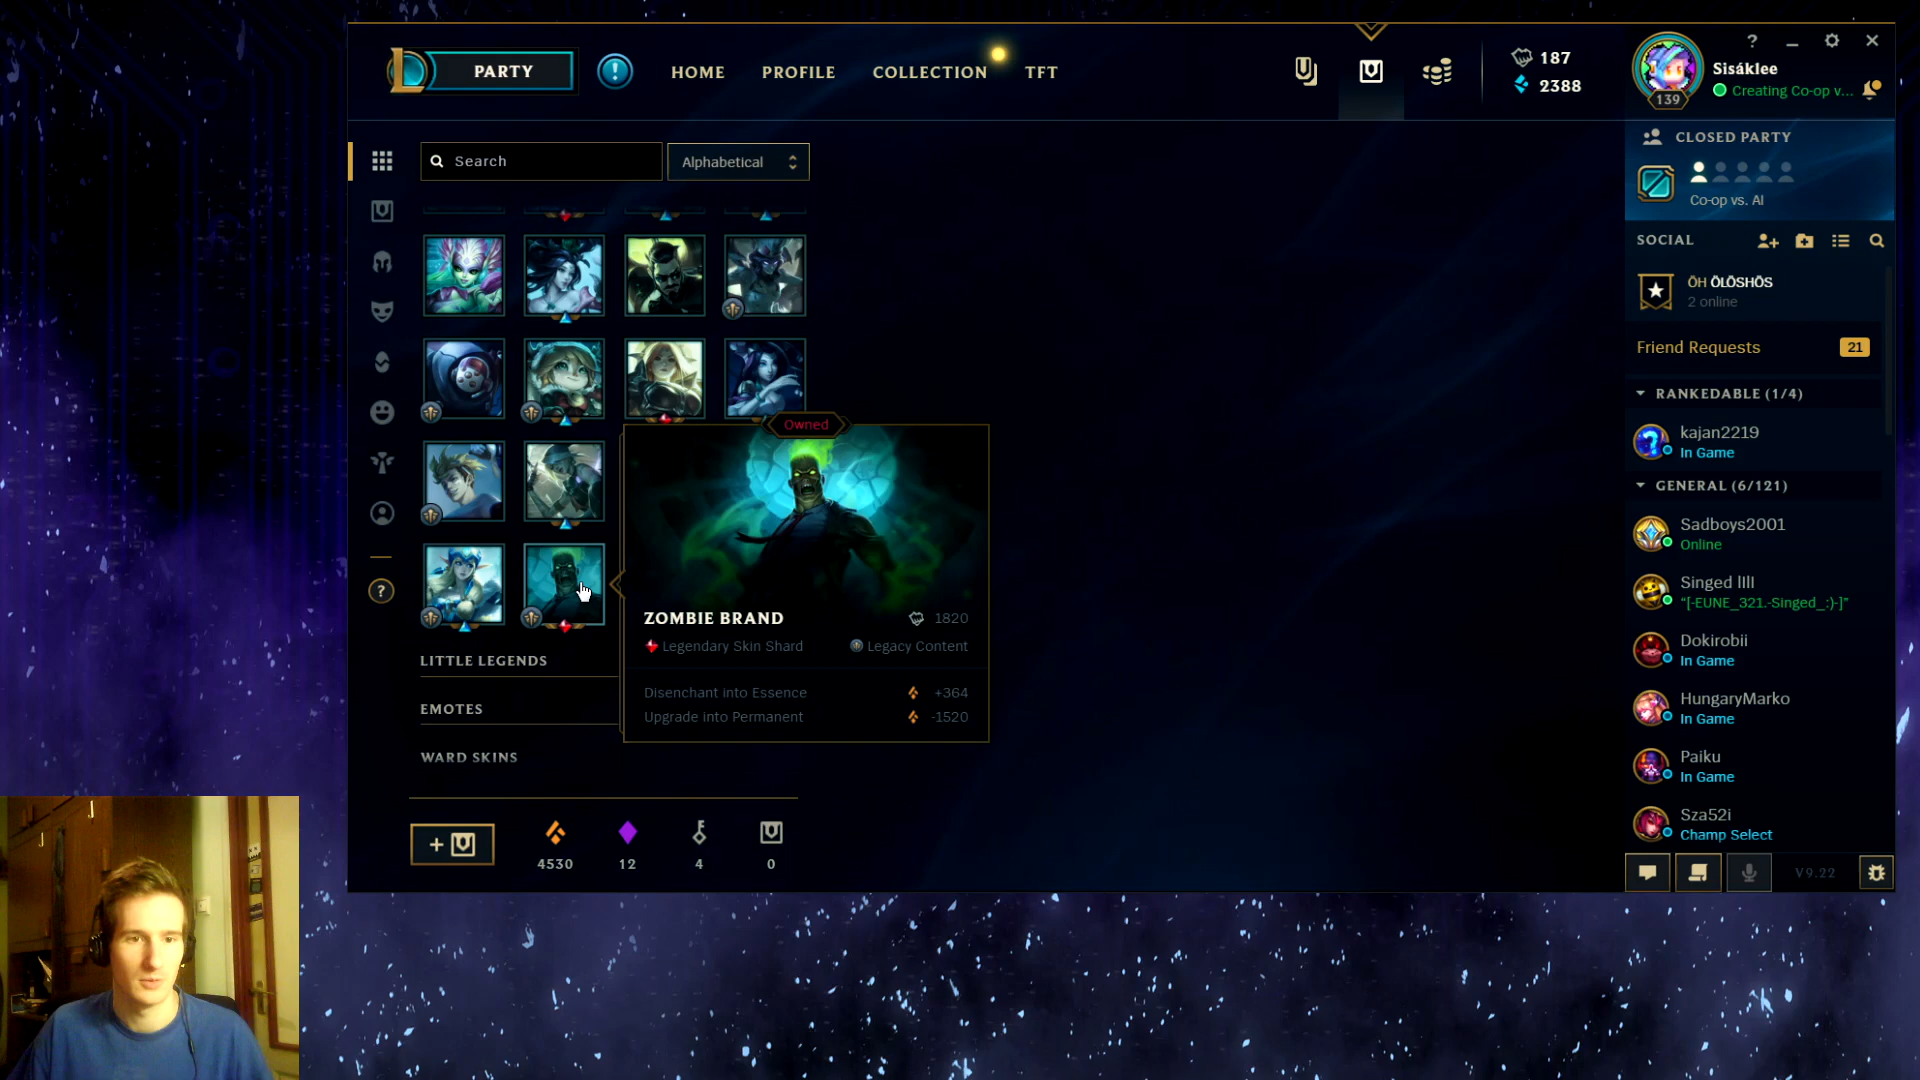 PARTY
HOME
PROFILE
COLLECTION
TFT
187
2388
139
Sisáklee
Creating Co-op v...
Search
Alphabetical
CLOSED PARTY
Co-op vs. AI
SOCIAL
ÖH ÖLÖSHÖS
2 online
Friend Requests
21
RANKEDABLE (1/4)
kajan2219
In Game
GENERAL (6/121)
Sadboys2001
Online
Singed llll
“[-EUNE_321.-Singed_:)-]”
Dokirobii
In Game
HungaryMarko
In Game
Paiku
In Game
Sza52i
Champ Select
V9.22
Owned
ZOMBIE BRAND
1820
Legendary Skin Shard
Legacy Content
Disenchant into Essence
+364
Upgrade into Permanent
-1520
LITTLE LEGENDS
EMOTES
WARD SKINS
4530
12
4
0